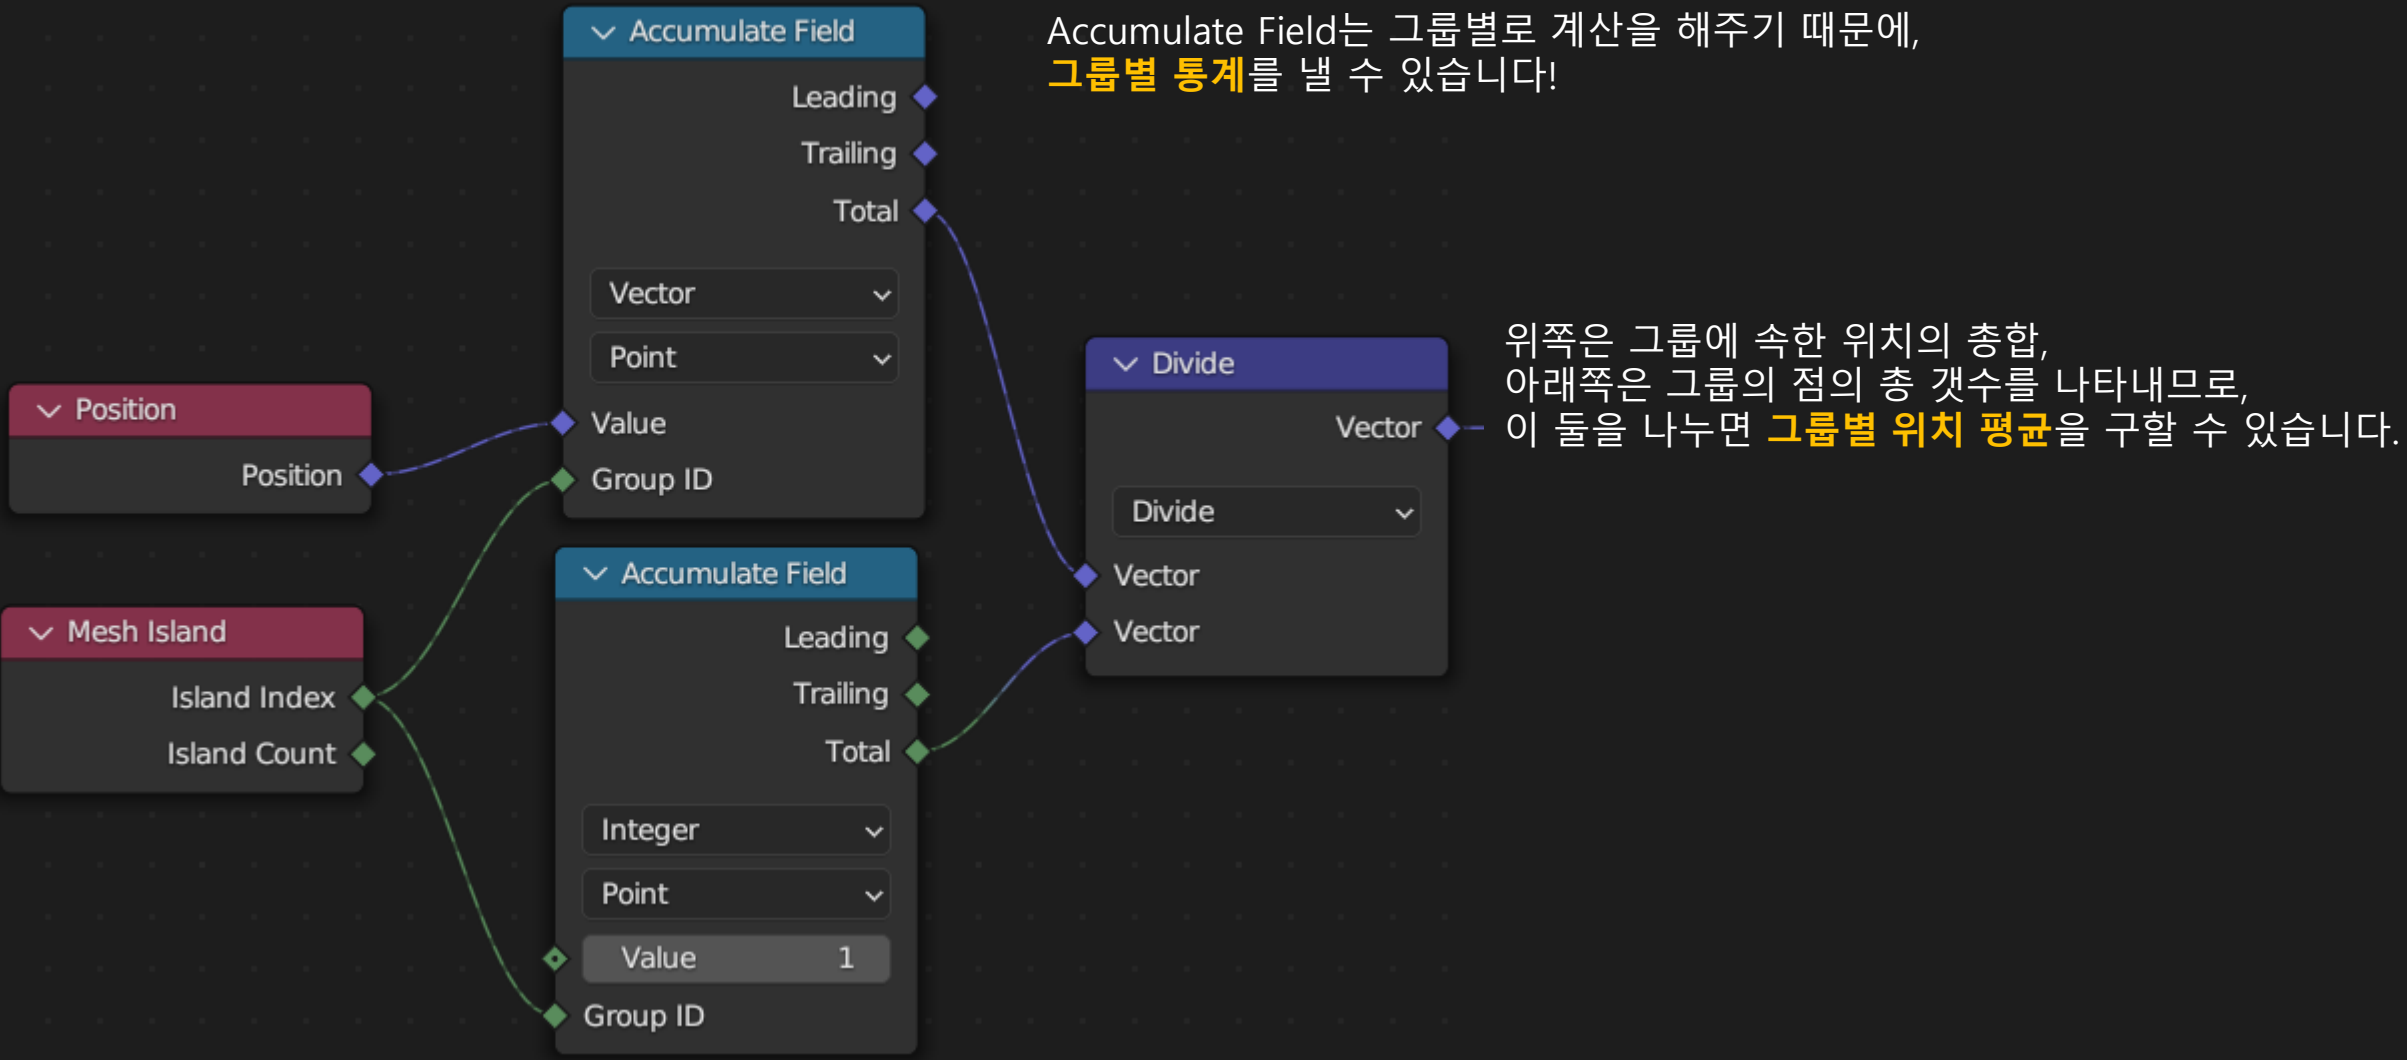 Accumulate Field
Leading
Trailing
Total
Vector
Point
Value
Group ID
Accumulate Field는 그룹별로 계산을 해주기 때문에,
그룹별 통계를 낼 수 있습니다!
Position
Position
Mesh Island
Island Index
Island Count
Accumulate Field
Leading
Trailing
Total
Integer
Point
Value 1
Group ID
Divide
Vector
Divide
Vector
Vector
위쪽은 그룹에 속한 위치의 총합,
아래쪽은 그룹의 점의 총 갯수를 나타내므로,
이 둘을 나누면 그룹별 위치 평균을 구할 수 있습니다.